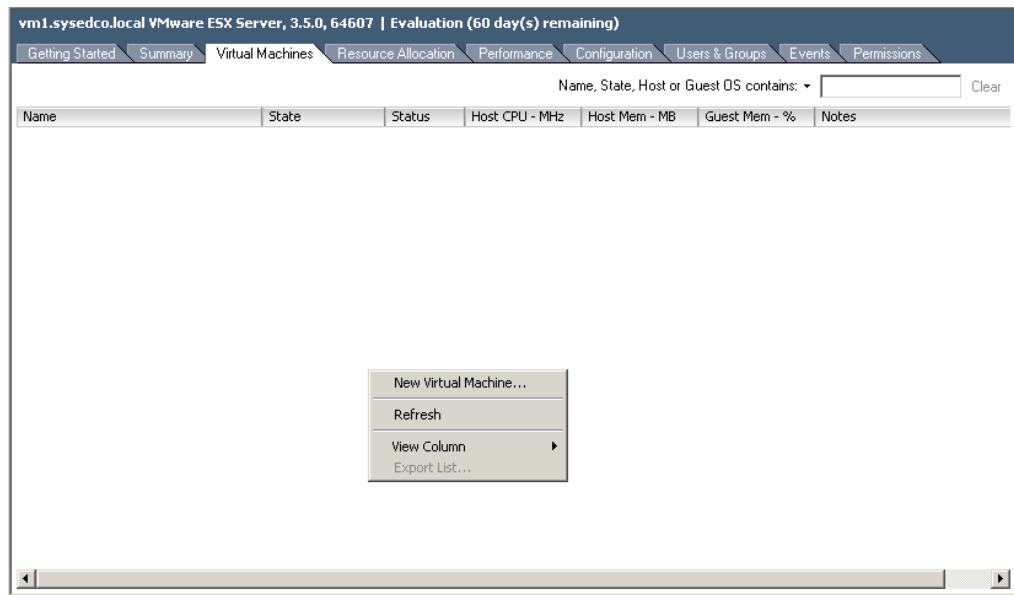 vm1.sysedco.local VMware ESX Server, 3.5.0, 64607 | Evaluation (60 day(s) remaining)
Getting Started Summary Virtual Machines Resource Allocation Performance Configuration Users & Groups Events Permissions
Name, State, Host or Guest OS contains: Clear
Name State Status Host CPU - MHz Host Mem - MB Guest Mem - % Notes
New Virtual Machine...
Refresh
View Column
Export List...